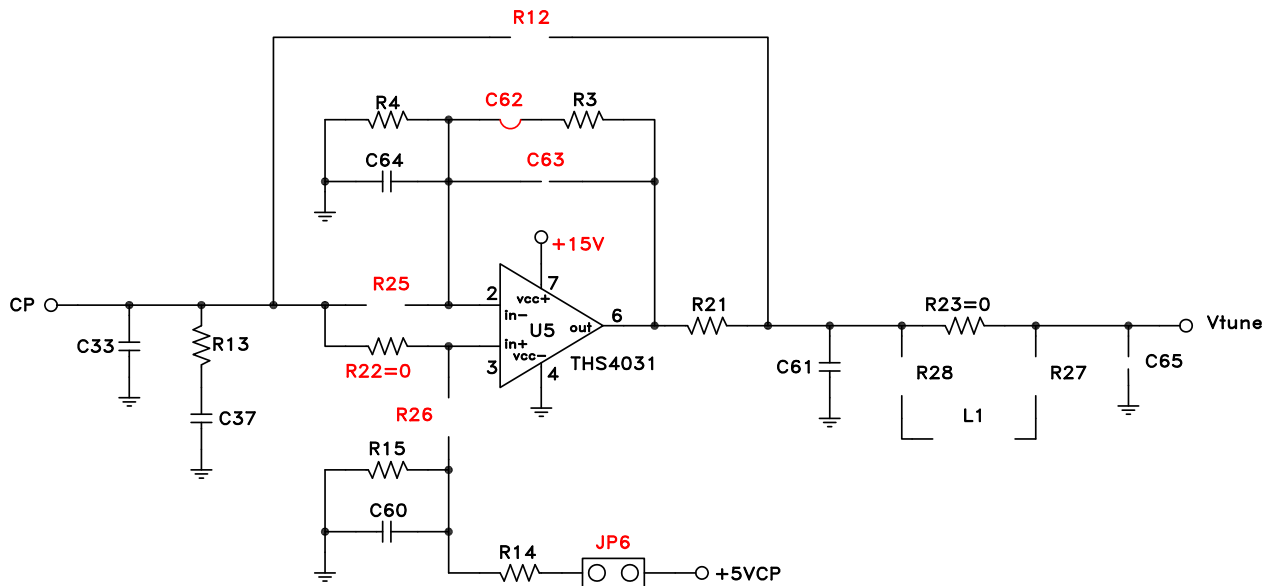 R12
R4
C62
R3
C64
C63
+15V
7
CP
R25
2
vcc+
in-
U5
out
6
R21
R23=0
Vtune
C33
R13
R22=0
in+
vcc-
3
4
THS4031
C61
R28
R27
C65
C37
R26
L1
R15
C60
R14
JP6
+5VCP